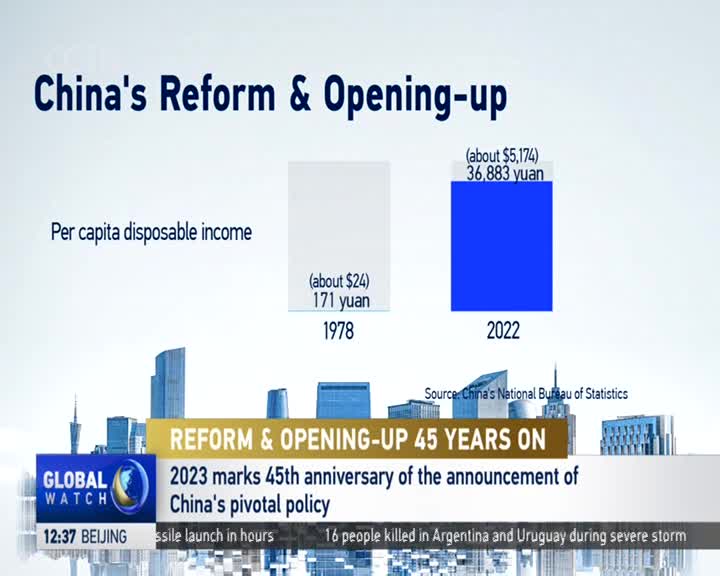 China's Reform & Opening-up
(about $5,174)
36,883 yuan
Per capita disposable income
(about $24)
171 yuan
1978
2022
Source: China's National Bureau of Statistics
REFORM & OPENING-UP 45 YEARS ON
GLOBAL
WATCH
2023 marks 45th anniversary of the announcement of
China's pivotal policy
12:37 BEIJING
launch in hours
16 people killed in Argentina and Uruguay during severe storm